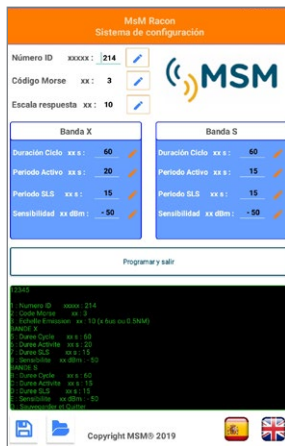 MsM Racon
Sistema de configuración
Número ID xxxxx : 214
Código Morse xx : 3
Escala respuesta xx : 10
MSM
Banda X
Duración Ciclo xx s : 60
Periodo Activo xx s : 20
Periodo SLS xx s : 15
Sensibilidad xx dBm : - 50
Banda S
Duración Ciclo xx s : 60
Periodo Activo xx s : 15
Periodo SLS xx s : 15
Sensibilidad xx dBm : - 50
Programar y salir
12345
: Numero ID xxxxx : 214
: Code Morse xx : 3
: Echelle Emission xx : 10 (x 6us ou 0.5NM)
BANDE X
: Duree Cycle xx s : 60
: Duree Activite xx s : 20
: Duree SLS xx s : 15
: Sensibilite xx dBm : - 50
BANDE S
: Duree Cycle xx s : 60
: Duree Activite xx s : 15
: Duree SLS xx s : 15
: Sensibilite xx dBm : - 50
: Sauvegarder et Quitter
Copyright MSM® 2019